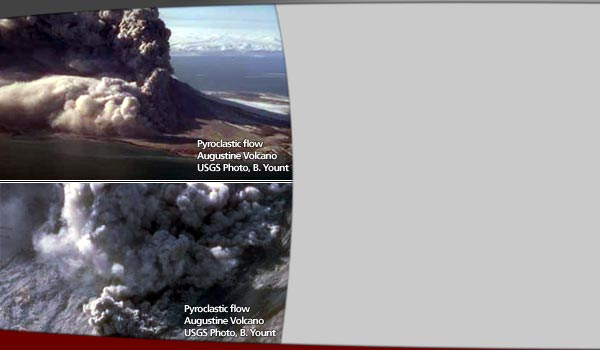 Pyroclastic flow
Augustine Volcano
USGS Photo, B. Yount
Pyroclastic flow
Augustine Volcano
USGS Photo, B. Yount